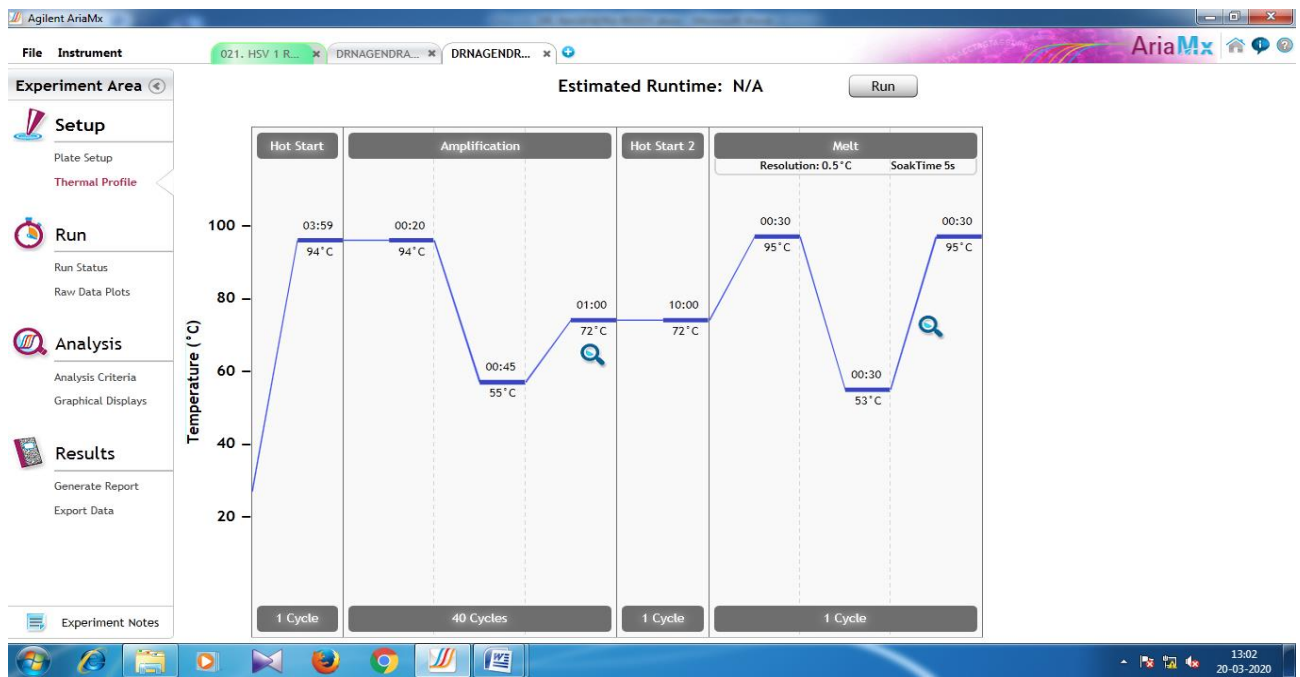 Agilent AriaMx
File Instrument
021. HSV 1 R... DRNAGENDRA... DRNAGENDR...
AriaMx
Experiment Area
Estimated Runtime: N/A
Run
Setup
Plate Setup
Thermal Profile
Run
Run Status
Raw Data Plots
Analysis
Analysis Criteria
Graphical Displays
Results
Generate Report
Export Data
Experiment Notes
Hot Start Amplification Hot Start 2 Melt
Resolution: 0.5°C SoakTime 5s
Temperature (°C)
100
80
60
40
20
03:59
94°C
00:20
94°C
00:45
55°C
01:00
72°C
10:00
72°C
00:30
95°C
00:30
53°C
00:30
95°C
1 Cycle 40 Cycles 1 Cycle 1 Cycle
13:02
20-03-2020